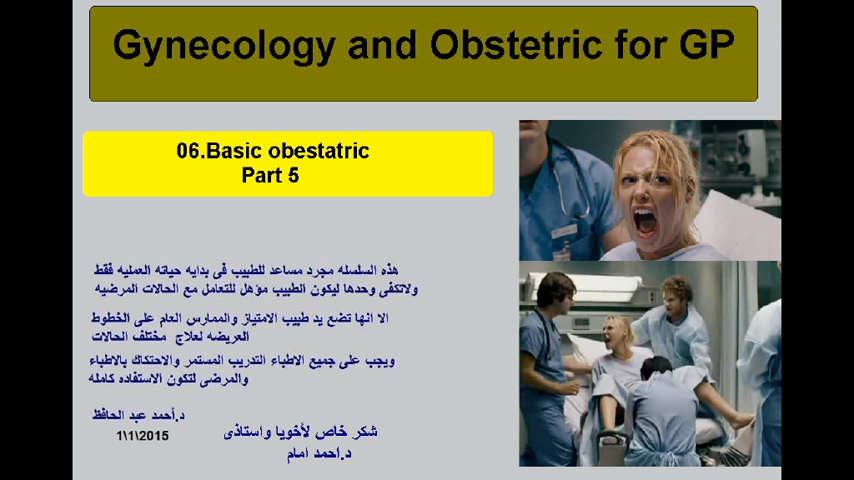 Gynecology and Obstetric for GP
06.Basic obestatric
Part 5
هذه السلسله مجرد مساعد للطبيب فى بدايه حياته العمليه فقط
ولاتكفى وحدها ليكون الطبيب مؤهل للتعامل مع الحالات المرضيه
الا انها تضع يد طبيب الامتياز والممارس العام على الخطوط
العريضه لعلاج مختلف الحالات
ويجب على جميع الاطباء التدريب المستمر والاحتكاك بالاطباء
والمرضى لتكون الاستفاده كامله
د.أحمد عبد الحافظ
1\1\2015
شكر خاص لأخويا واستاذى
د.احمد امام